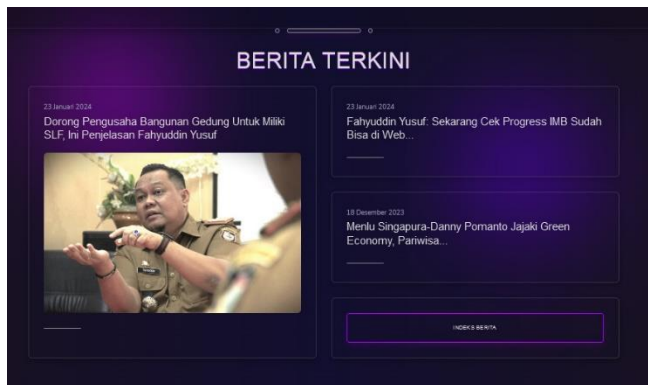 BERITA TERKINI
23 Januari 2024
Dorong Pengusaha Bangunan Gedung Untuk Miliki
SLF, Ini Penjelasan Fahyuddin Yusuf
23 Januari 2024
Fahyuddin Yusuf: Sekarang Cek Progress IMB Sudah
Bisa di Web...
18 Desember 2023
Menlu Singapura-Danny Pomanto Jajaki Green
Economy, Pariwisa...
INDEKS BERITA